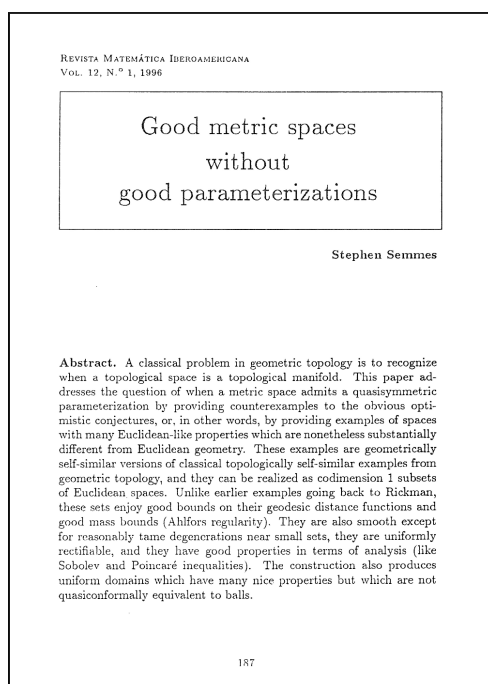 REVISTA MATEMÁTICA IBEROAMERICANA
VOL. 12, N.º 1, 1996
Good metric spaces
without
good parameterizations
Stephen Semmes
Abstract. A classical problem in geometric topology is to recognize
when a topological space is a topological manifold. This paper ad-
dresses the question of when a metric space admits a quasisymmetric
parameterization by providing counterexamples to the obvious opti-
mistic conjectures, or, in other words, by providing examples of spaces
with many Euclidean-like properties which are nonetheless substantially
different from Euclidean geometry. These examples are geometrically
self-similar versions of classical topologically self-similar examples from
geometric topology, and they can be realized as codimension 1 subsets
of Euclidean spaces. Unlike earlier examples going back to Rickman,
these sets enjoy good bounds on their geodesic distance functions and
good mass bounds (Ahlfors regularity). They are also smooth except
for reasonably tame degenerations near small sets, they are uniformly
rectifiable, and they have good properties in terms of analysis (like
Sobolev and Poincaré inequalities). The construction also produces
uniform domains which have many nice properties but which are not
quasiconformally equivalent to balls.
187